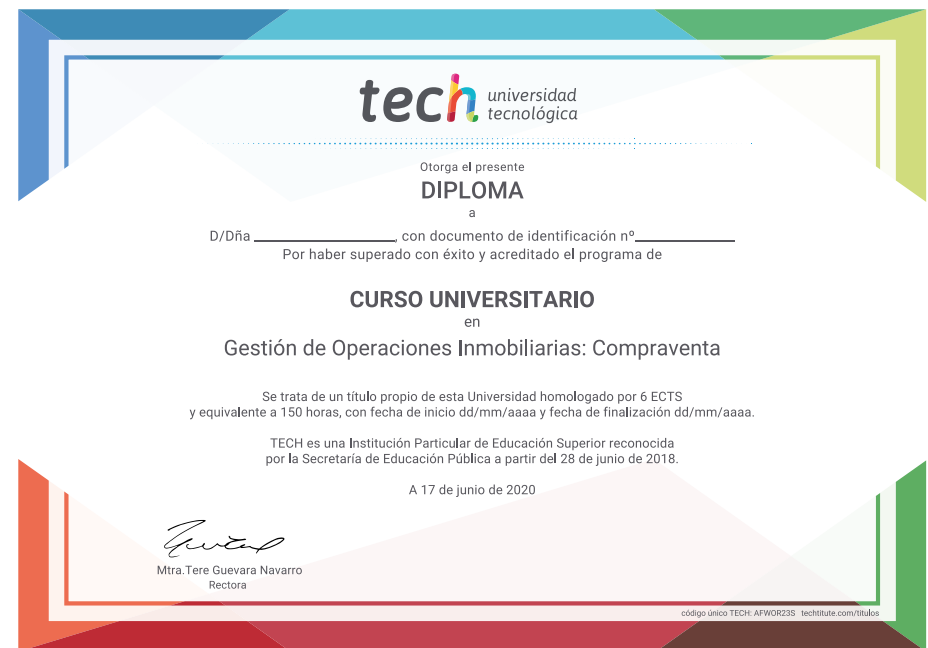 tech universidad
tecnológica
Otorga el presente
DIPLOMA
a
D/Dña ____________, con documento de identificación nº____________
Por haber superado con éxito y acreditado el programa de
CURSO UNIVERSITARIO
en
Gestión de Operaciones Inmobiliarias: Compraventa
Se trata de un título propio de esta Universidad homologado por 6 ECTS
y equivalente a 150 horas, con fecha de inicio dd/mm/aaaa y fecha de finalización dd/mm/aaaa.
TECH es una Institución Particular de Educación Superior reconocida
por la Secretaría de Educación Pública a partir del 28 de junio de 2018.
A 17 de junio de 2020
Mtra.Tere Guevara Navarro
Rectora
código único TECH: AFWOR23S techtitute.com/titulos